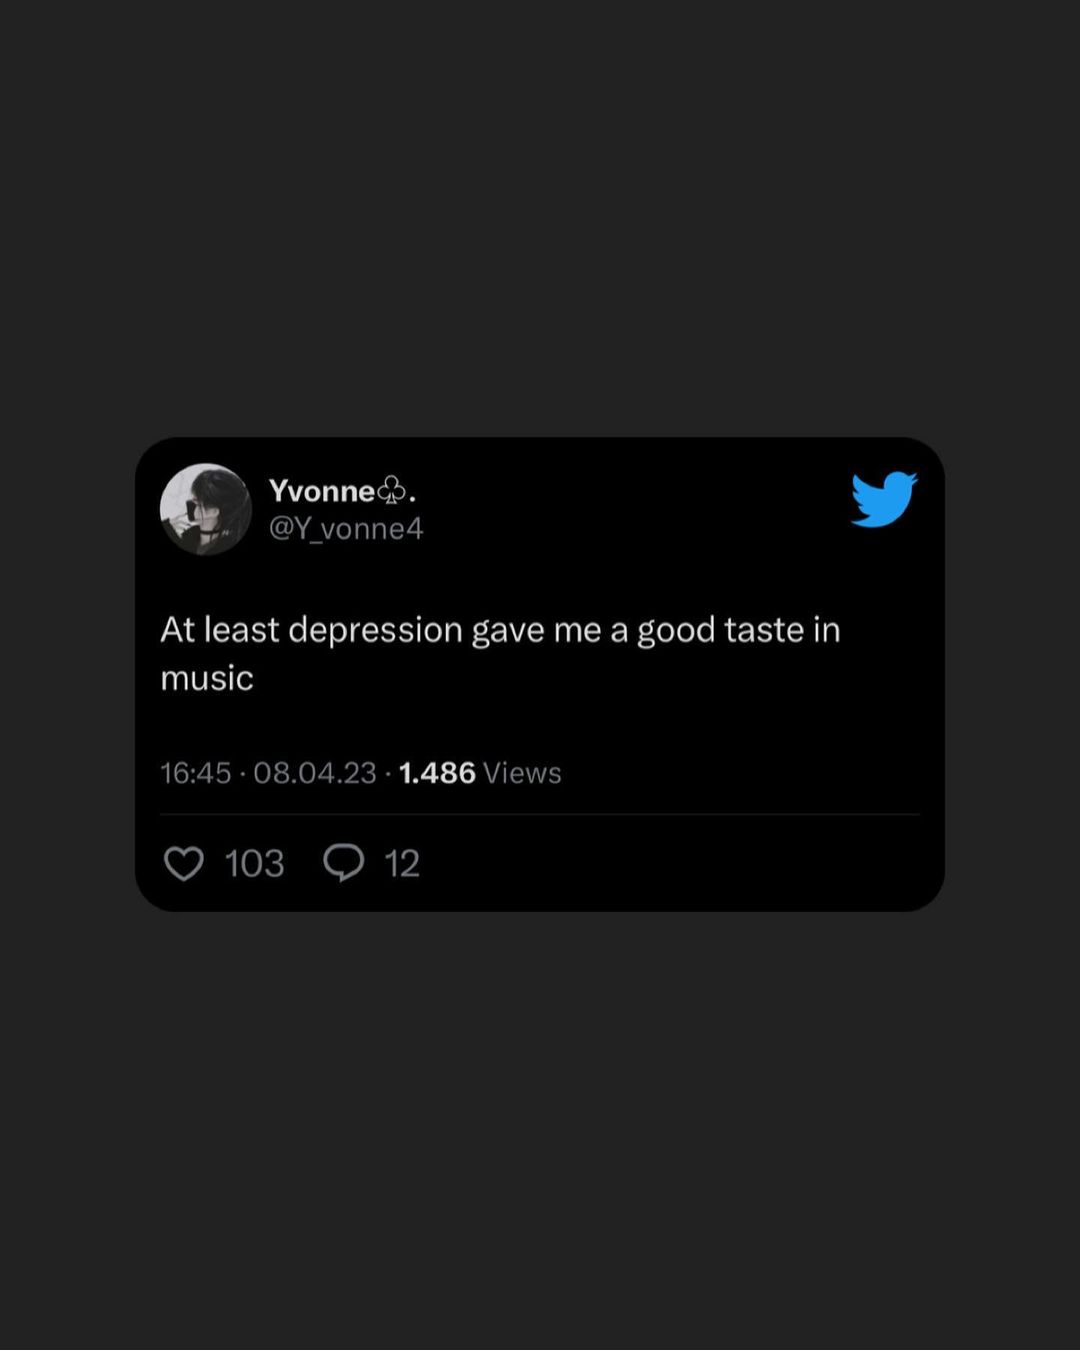 Yvonne♧.
@Y_vonne4
At least depression gave me a good taste in
music
16:45 · 08.04.23 · 1.486 Views
103 12